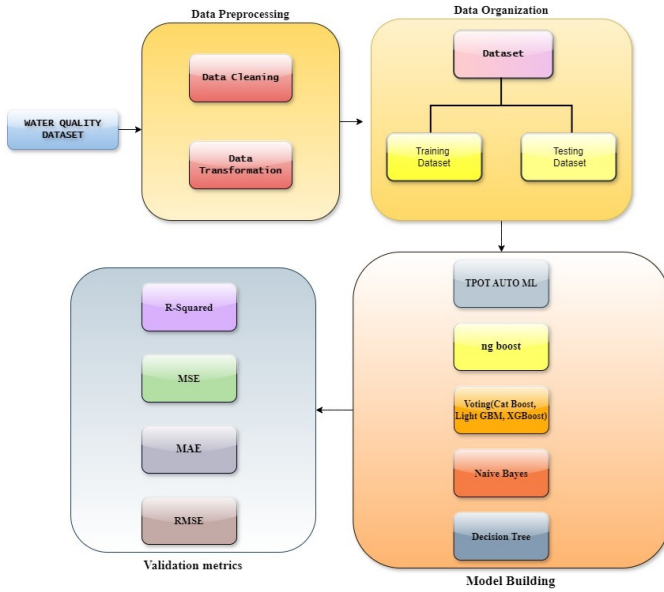 Data Preprocessing
Data Cleaning
Data
Transformation
WATER QUALITY
DATASET
Data Organization
Dataset
Training
Dataset
Testing
Dataset
TPOT AUTO ML
ng boost
Voting(Cat Boost,
Light GBM, XGBoost)
Naive Bayes
Decision Tree
Model Building
R-Squared
MSE
MAE
RMSE
Validation metrics